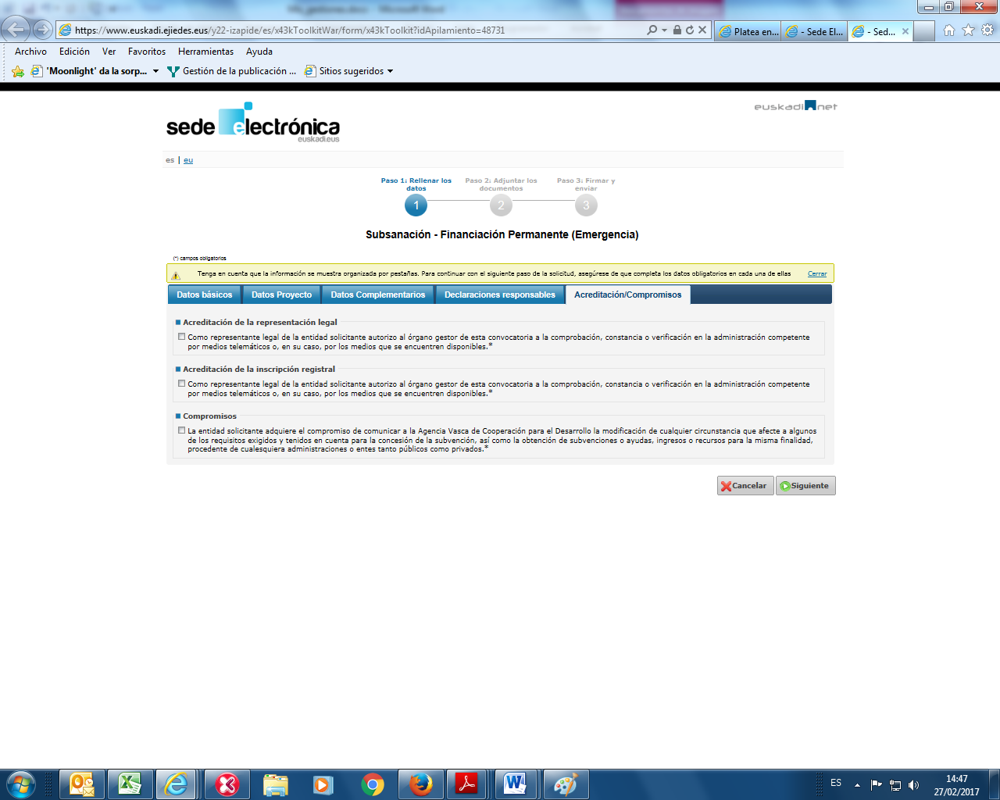 https://www.euskadi.ejiedes.eus/y22-izapide/es/x43kToolkitWar/form/x43kToolkit?idApilamiento=48731
Platea en...
- Sede El...
- Sed...
Archivo Edición Ver Favoritos Herramientas Ayuda
'Moonlight' da la sorp... Gestión de la publicación ... Sitios sugeridos
sede electrónica
euskadi.eus
euskadi.net
es | eu
Paso 1: Rellenar los datos
Paso 2: Adjuntar los documentos
Paso 3: Firmar y enviar
1 2 3
Subsanación - Financiación Permanente (Emergencia)
(*) campos obligatorios
Tenga en cuenta que la información se muestra organizada por pestañas. Para continuar con el siguiente paso de la solicitud, asegúrese de que completa los datos obligatorios en cada una de ellas Cerrar
Datos básicos Datos Proyecto Datos Complementarios Declaraciones responsables Acreditación/Compromisos
Acreditación de la representación legal
Como representante legal de la entidad solicitante autorizo al órgano gestor de esta convocatoria a la comprobación, constancia o verificación en la administración competente
por medios telemáticos o, en su caso, por los medios que se encuentren disponibles.*
Acreditación de la inscripción registral
Como representante legal de la entidad solicitante autorizo al órgano gestor de esta convocatoria a la comprobación, constancia o verificación en la administración competente
por medios telemáticos o, en su caso, por los medios que se encuentren disponibles.*
Compromisos
La entidad solicitante adquiere el compromiso de comunicar a la Agencia Vasca de Cooperación para el Desarrollo la modificación de cualquier circunstancia que afecte a algunos
de los requisitos exigidos y tenidos en cuenta para la concesión de la subvención, así como la obtención de subvenciones o ayudas, ingresos o recursos para la misma finalidad,
procedente de cualesquiera administraciones o entes tanto públicos como privados.*
Cancelar Siguiente
ES
14:47
27/02/2017